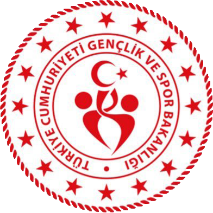 TÜRKİYE CUMHURİYETİ GENÇLİK VE SPOR BAKANLIĞI